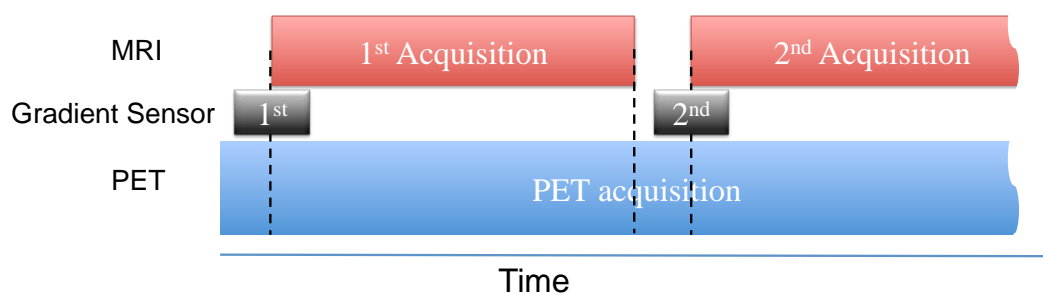 MRI
1st Acquisition
2nd Acquisition
Gradient Sensor
1st
2nd
PET
PET acquisition
Time